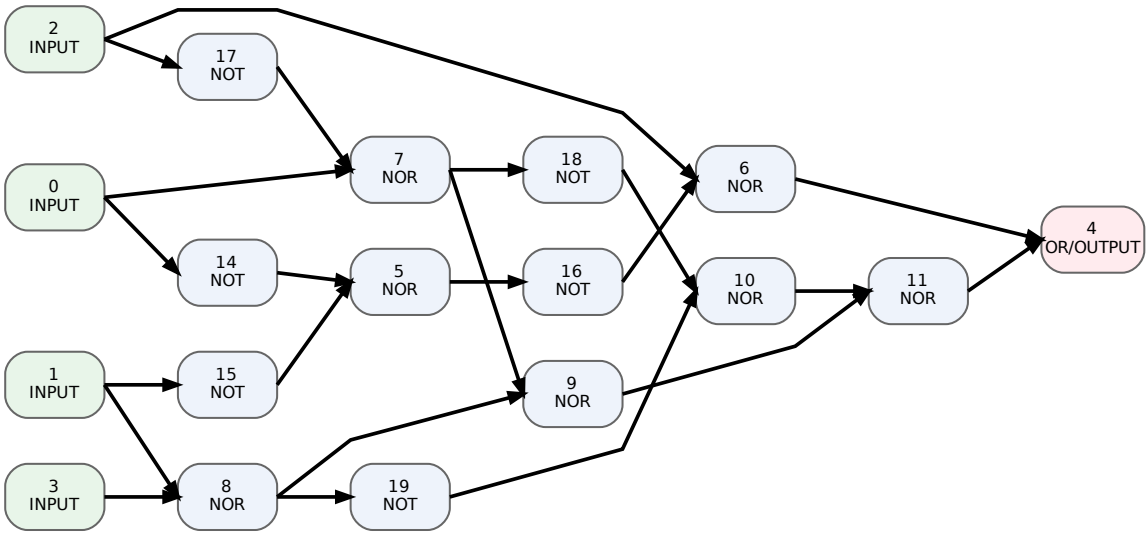 2
INPUT
17
NOT
0
INPUT
7
NOR
18
NOT
6
NOR
4
OR/OUTPUT
14
NOT
5
NOR
16
NOT
10
NOR
11
NOR
1
INPUT
15
NOT
9
NOR
3
INPUT
8
NOR
19
NOT